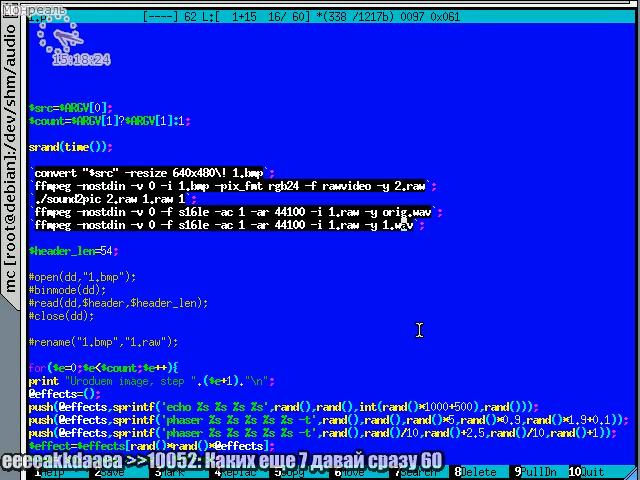 Монреаль
1.p [----] 62 L:[ 1+15 16/ 60] *(338 /1217b) 0097 0x061
15:18:24
mc [root@debian]:/dev/shm/audio
$src=$ARGV[0];
$count=$ARGV[1]?$ARGV[1]:1;
srand(time());
`convert "$src" -resize 640x480\! 1.bmp`;
`ffmpeg -nostdin -v 0 -i 1.bmp -pix_fmt rgb24 -f rawvideo -y 2.raw`;
`./sound2pic 2.raw 1.raw 1`;
`ffmpeg -nostdin -v 0 -f s16le -ac 1 -ar 44100 -i 1.raw -y orig.wav`;
`ffmpeg -nostdin -v 0 -f s16le -ac 1 -ar 44100 -i 1.raw -y 1.wav`;
$header_len=54;
#open(dd,"1.bmp");
#binmode(dd);
#read(dd,$header,$header_len);
#close(dd);
#rename("1.bmp","1.raw");
for($e=0;$e<$count;$e++){
print "Uroduem image, step ".($e+1)."\n";
@effects=();
push(@effects,sprintf('echo %s %s %s %s',rand(),rand(),int(rand()*1000+500),rand()));
push(@effects,sprintf('phaser %s %s %s %s %s -t',rand(),rand(),rand()*5,rand()*0.9,rand()*1.9+0.1));
push(@effects,sprintf('phaser %s %s %s %s %s -t',rand(),rand()/10,rand()+2.5,rand()/10,rand()+1));
$effect=$effects[rand()*rand()*@effects];
eeeeakkdaaaea >>10052: Каких еще 7 давай сразу 60
1Help 2Save 3Mark 4Replac 5Copy 6Move 7Search 8Delete 9PullDn 10Quit